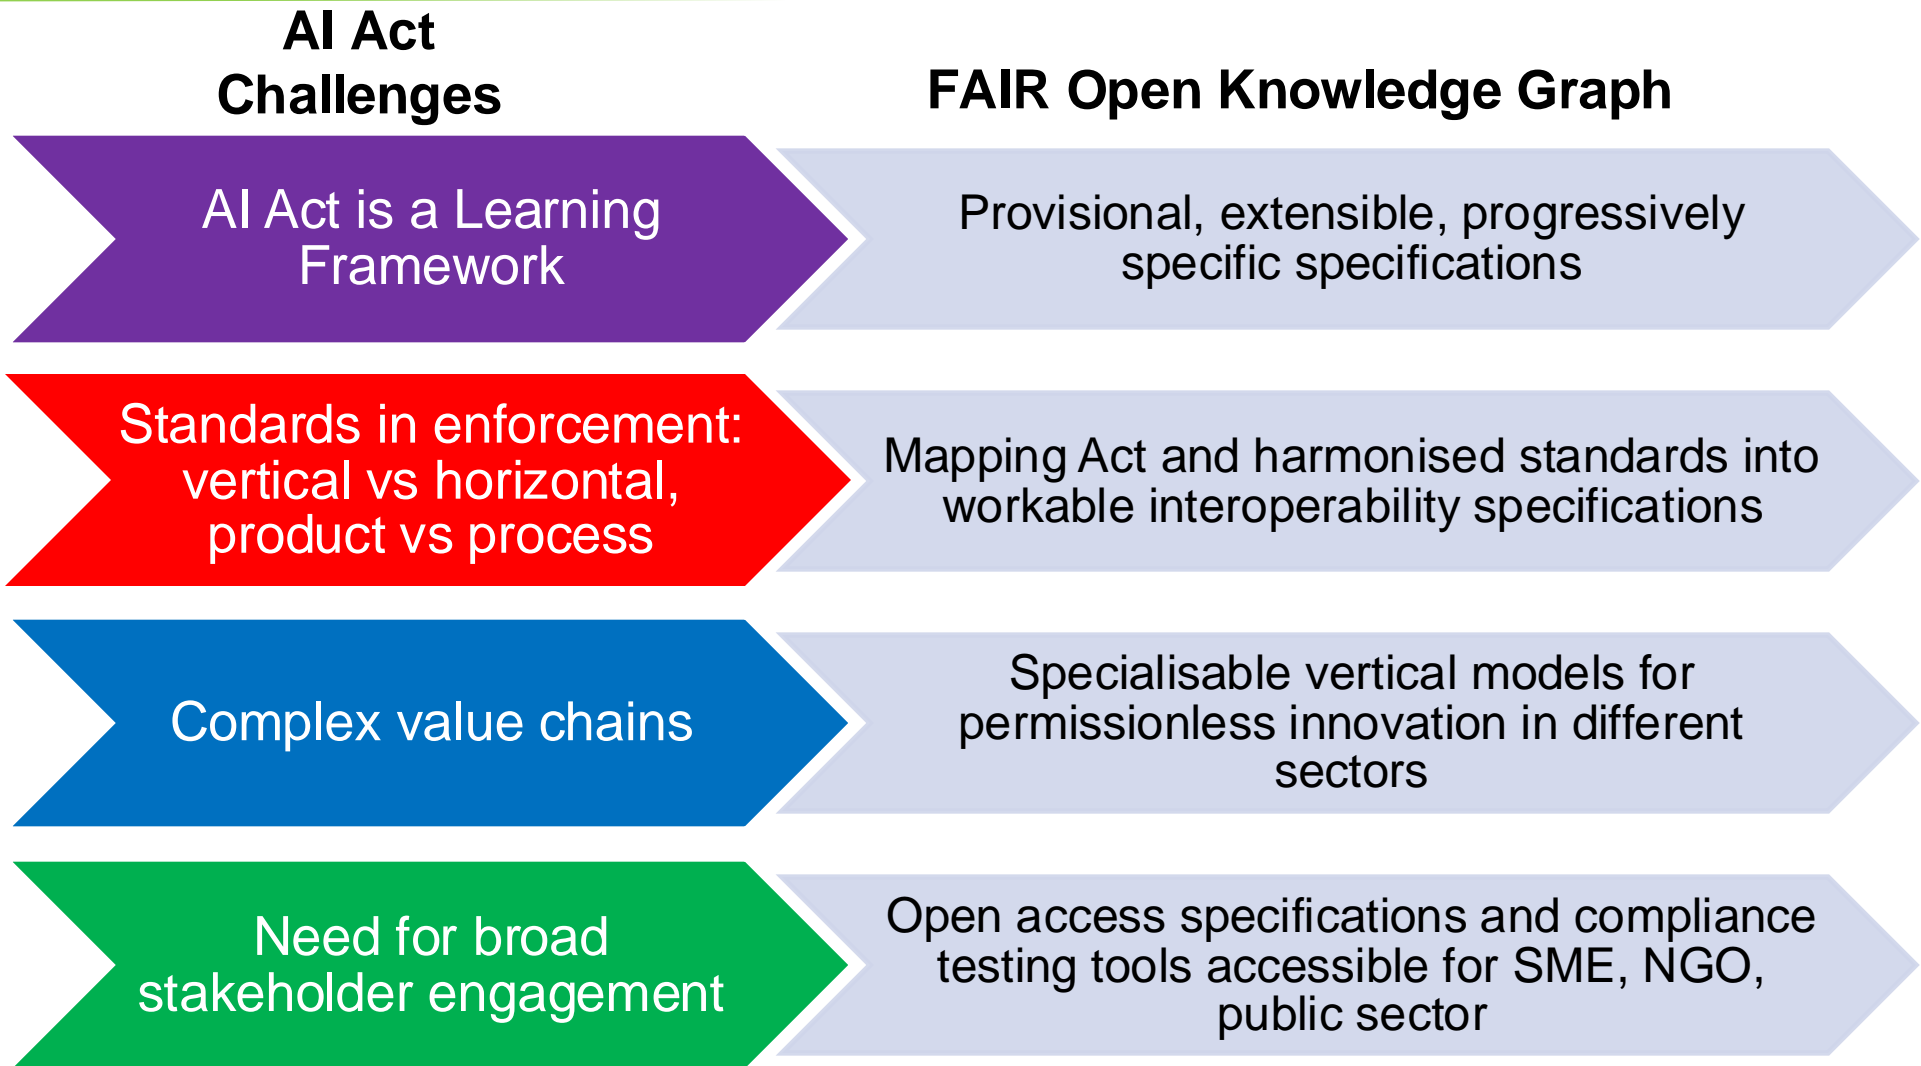 AI Act
Challenges
FAIR Open Knowledge Graph
AI Act is a Learning
Framework
Provisional, extensible, progressively
specific specifications
Standards in enforcement:
vertical vs horizontal,
product vs process
Mapping Act and harmonised standards into
workable interoperability specifications
Complex value chains
Specialisable vertical models for
permissionless innovation in different
sectors
Need for broad
stakeholder engagement
Open access specifications and compliance
testing tools accessible for SME, NGO,
public sector